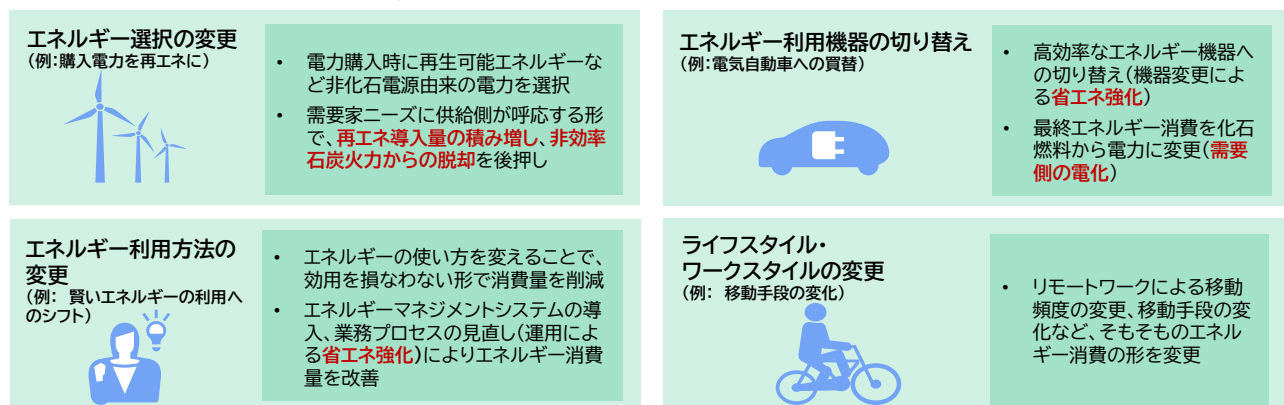 エネルギー選択の変更
(例:購入電力を再エネに)
• 電力購入時に再生可能エネルギーな
ど非化石電源由来の電力を選択
• 需要家ニーズに供給側が呼応する形
で、再エネ導入量の積み増し、非効率
石炭火力からの脱却を後押し
エネルギー利用機器の切り替え
(例:電気自動車への買替)
• 高効率なエネルギー機器へ
の切り替え(機器変更によ
る省エネ強化)
• 最終エネルギー消費を化石
燃料から電力に変更(需要
側の電化)
エネルギー利用方法の
変更
(例: 賢いエネルギーの利用へ
のシフト)
• エネルギーの使い方を変えることで、
効用を損なわない形で消費量を削減
• エネルギーマネジメントシステムの導
入、業務プロセスの見直し(運用によ
る省エネ強化)によりエネルギー消費
量を改善
ライフスタイル・
ワークスタイルの変更
(例: 移動手段の変化)
• リモートワークによる移動
頻度の変更、移動手段の変
化など、そもそものエネル
ギー消費の形を変更